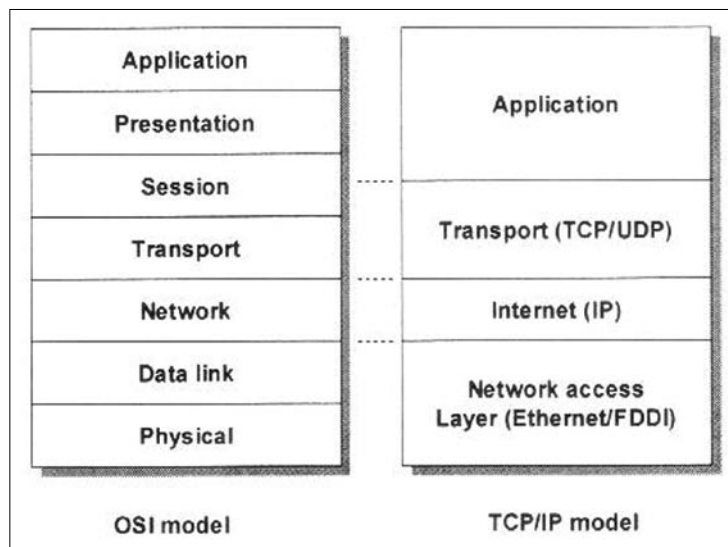 Application
Presentation
Session
Transport
Network
Data link
Physical
OSI model
Application
Transport (TCP/UDP)
Internet (IP)
Network access
Layer (Ethernet/FDDI)
TCP/IP model